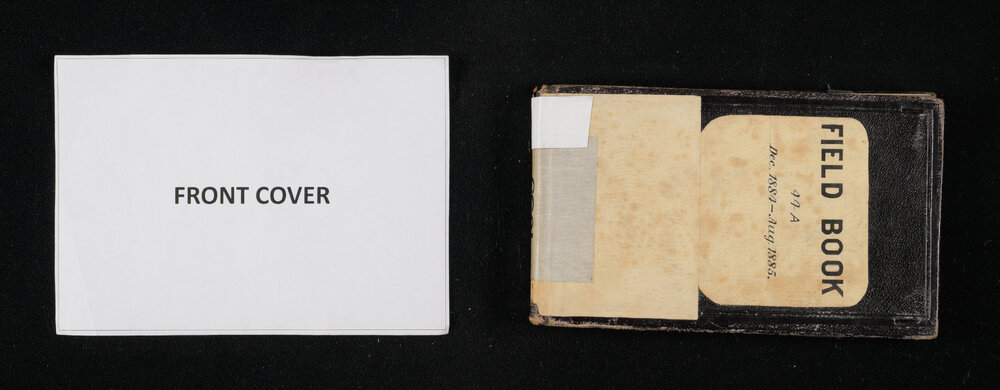 FRONT COVER
FIELD BOOK
44 A
Dec. 1884-Aug 1885.